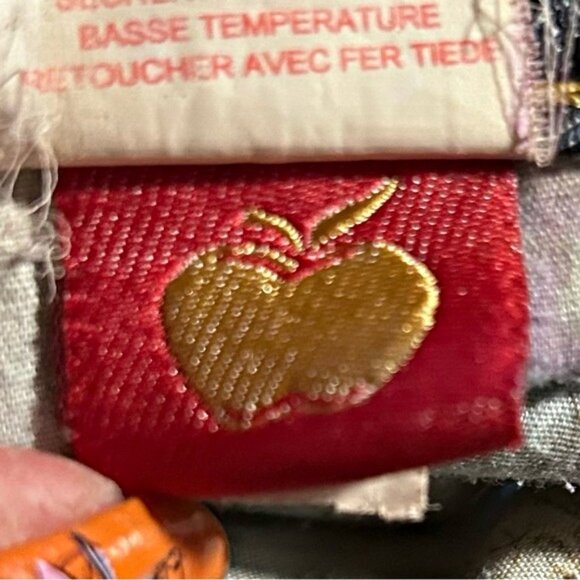 BASSE TEMPERATURE
RETOUCHER AVEC FER TIEDE